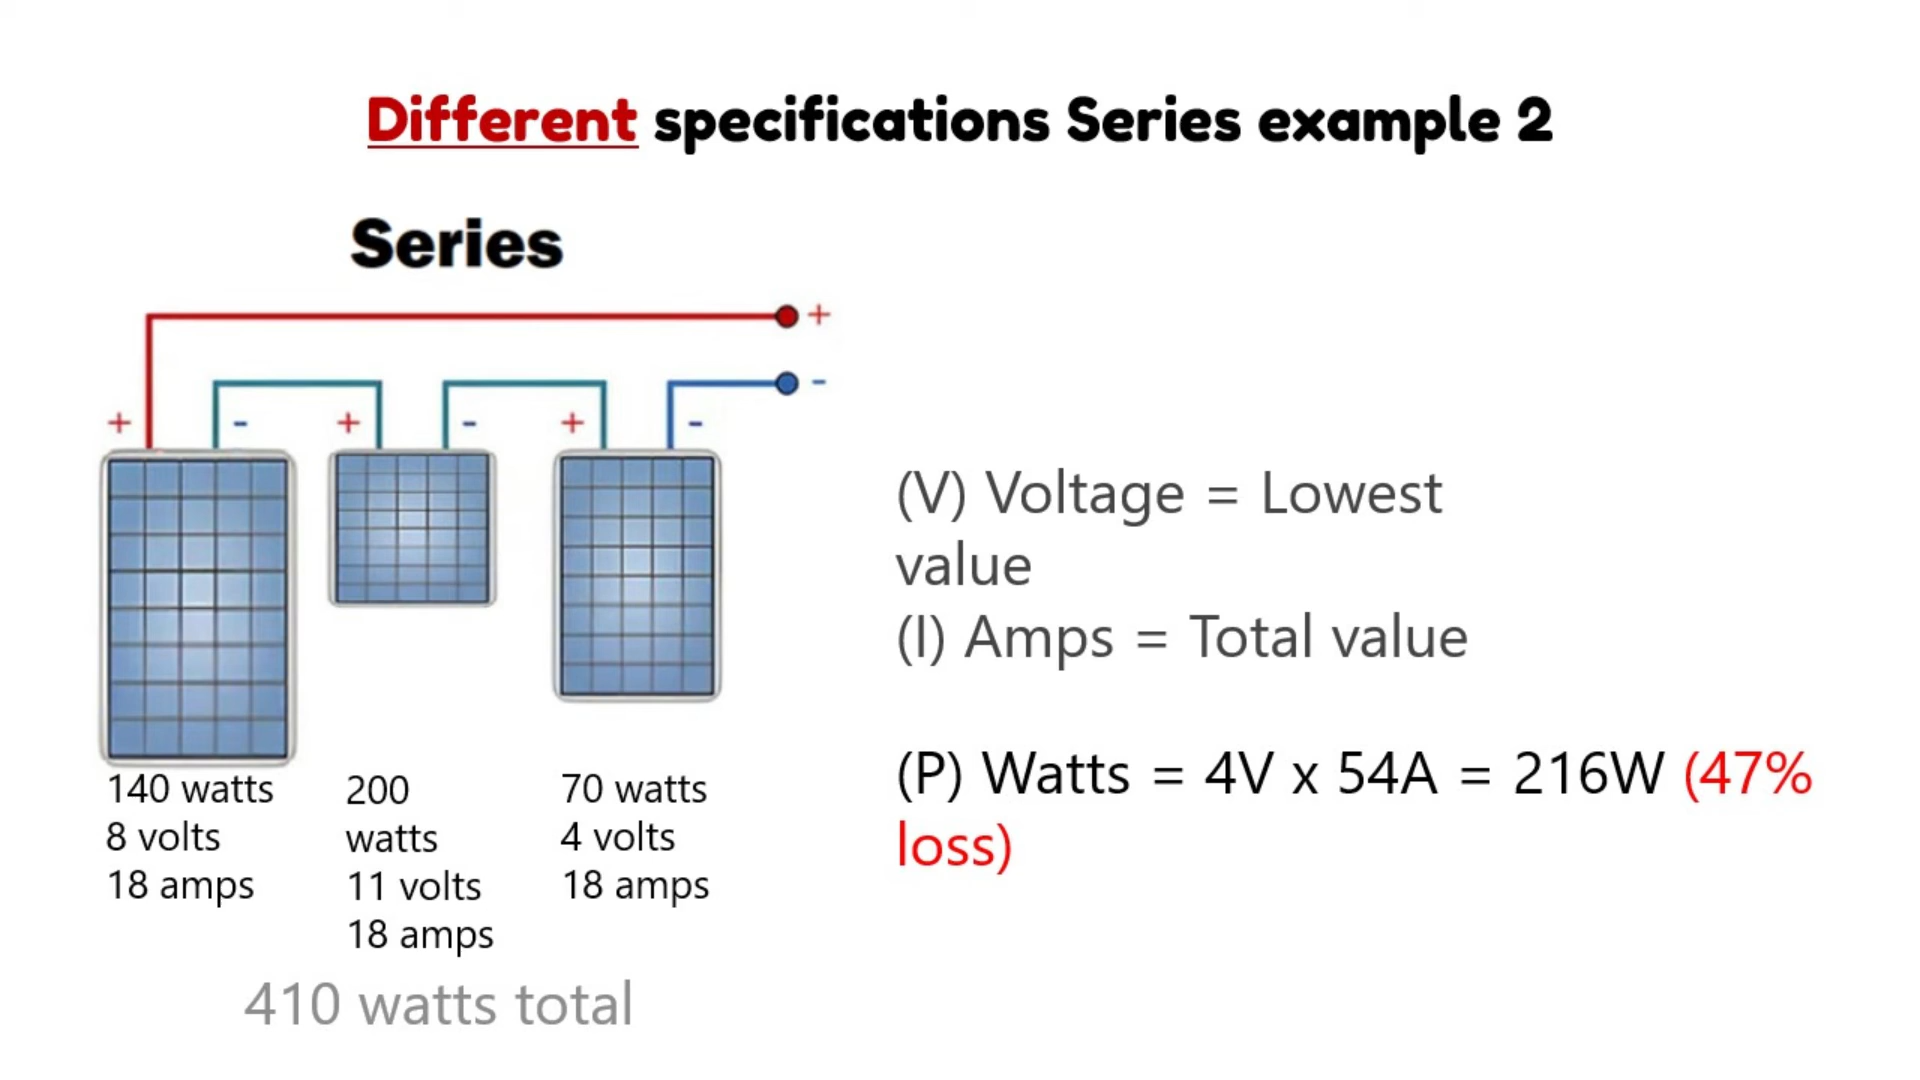 Different specifications Series example 2
Series
+
-
+ - + - + -
140 watts
8 volts
18 amps
200
watts
11 volts
18 amps
70 watts
4 volts
18 amps
410 watts total
(V) Voltage = Lowest
value
(I) Amps = Total value
(P) Watts = 4V x 54A = 216W (47%
loss)